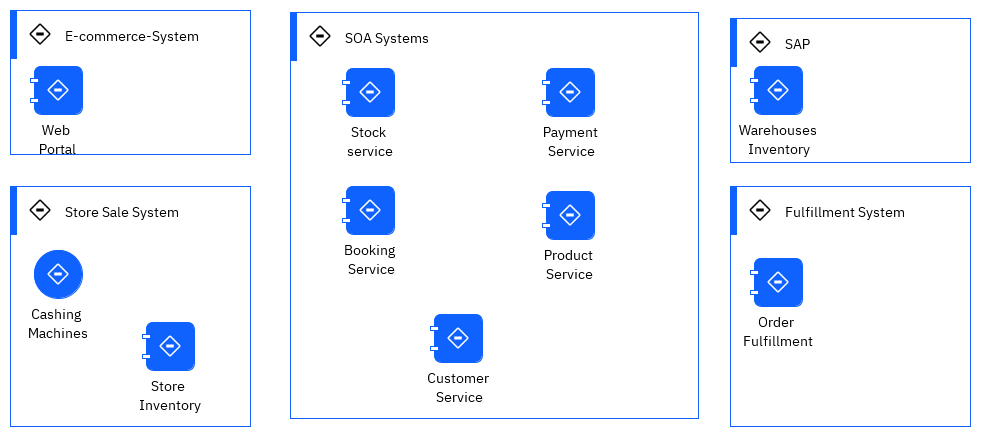 E-commerce-System
Web
Portal
Store Sale System
Cashing
Machines
Store
Inventory
SOA Systems
Stock
service
Payment
Service
Booking
Service
Product
Service
Customer
Service
SAP
Warehouses
Inventory
Fulfillment System
Order
Fulfillment